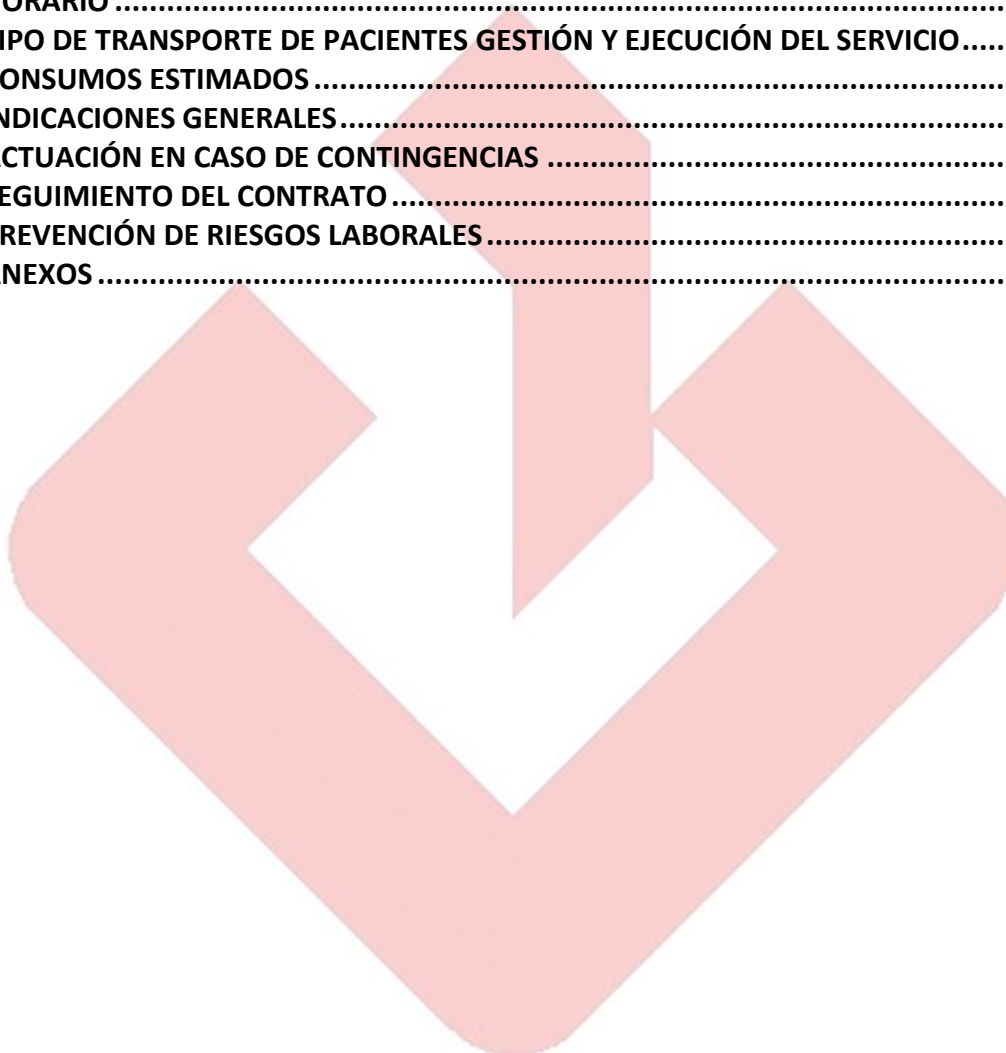 ORARIO ........................................................................................................
IPO DE TRANSPORTE DE PACIENTES GESTIÓN Y EJECUCIÓN DEL SERVICIO.....
ONSUMOS ESTIMADOS ........................................................................................
NDICACIONES GENERALES........................................................................................
CTUACIÓN EN CASO DE CONTINGENCIAS ............................................................
EGUIMIENTO DEL CONTRATO ................................................................................
REVENCIÓN DE RIESGOS LABORALES....................................................................
NEXOS ............................................................................................................